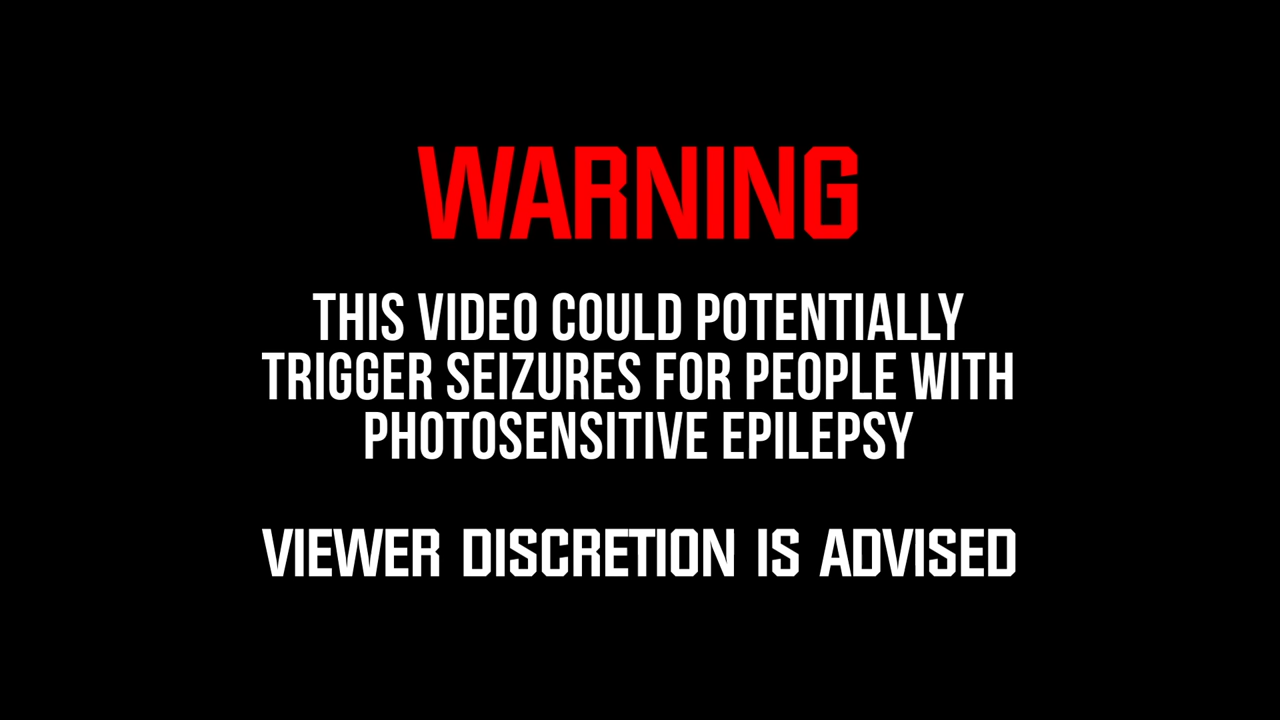 WARNING
THIS VIDEO COULD POTENTIALLY
TRIGGER SEIZURES FOR PEOPLE WITH
PHOTOSENSITIVE EPILEPSY
VIEWER DISCRETION IS ADVISED